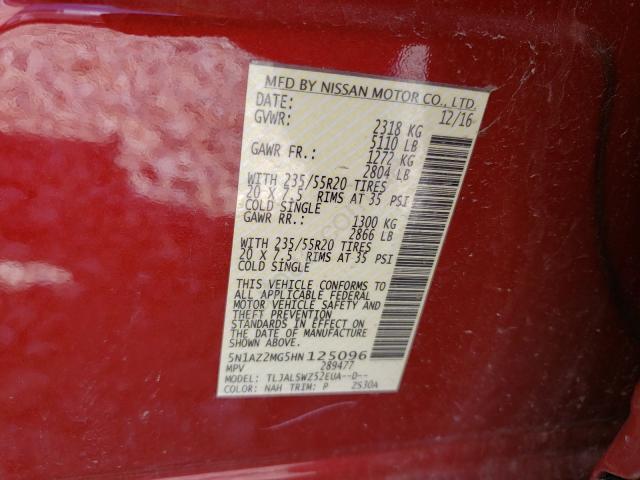 MFD BY NISSAN MOTOR CO., LTD.
DATE: 12/16
GVWR: 2318 KG
5110 LB
GAWR FR.: 1272 KG
2804 LB
WITH 235/55R20 TIRES
20 X 7.5 RIMS AT 35 PSI
COLD SINGLE
GAWR RR.: 1300 KG
2866 LB
WITH 235/55R20 TIRES
20 X 7.5 RIMS AT 35 PSI
COLD SINGLE
THIS VEHICLE CONFORMS TO
ALL APPLICABLE FEDERAL
MOTOR VEHICLE SAFETY AND
THEFT PREVENTION
STANDARDS IN EFFECT ON
THE DATE OF MANUFACTURE
SHOWN ABOVE.
5N1AZ2MG5HN125096
MPV 289477
MODEL: TLJALSWZ52EUA--D--
COLOR: NAH TRIM: P 2S30A